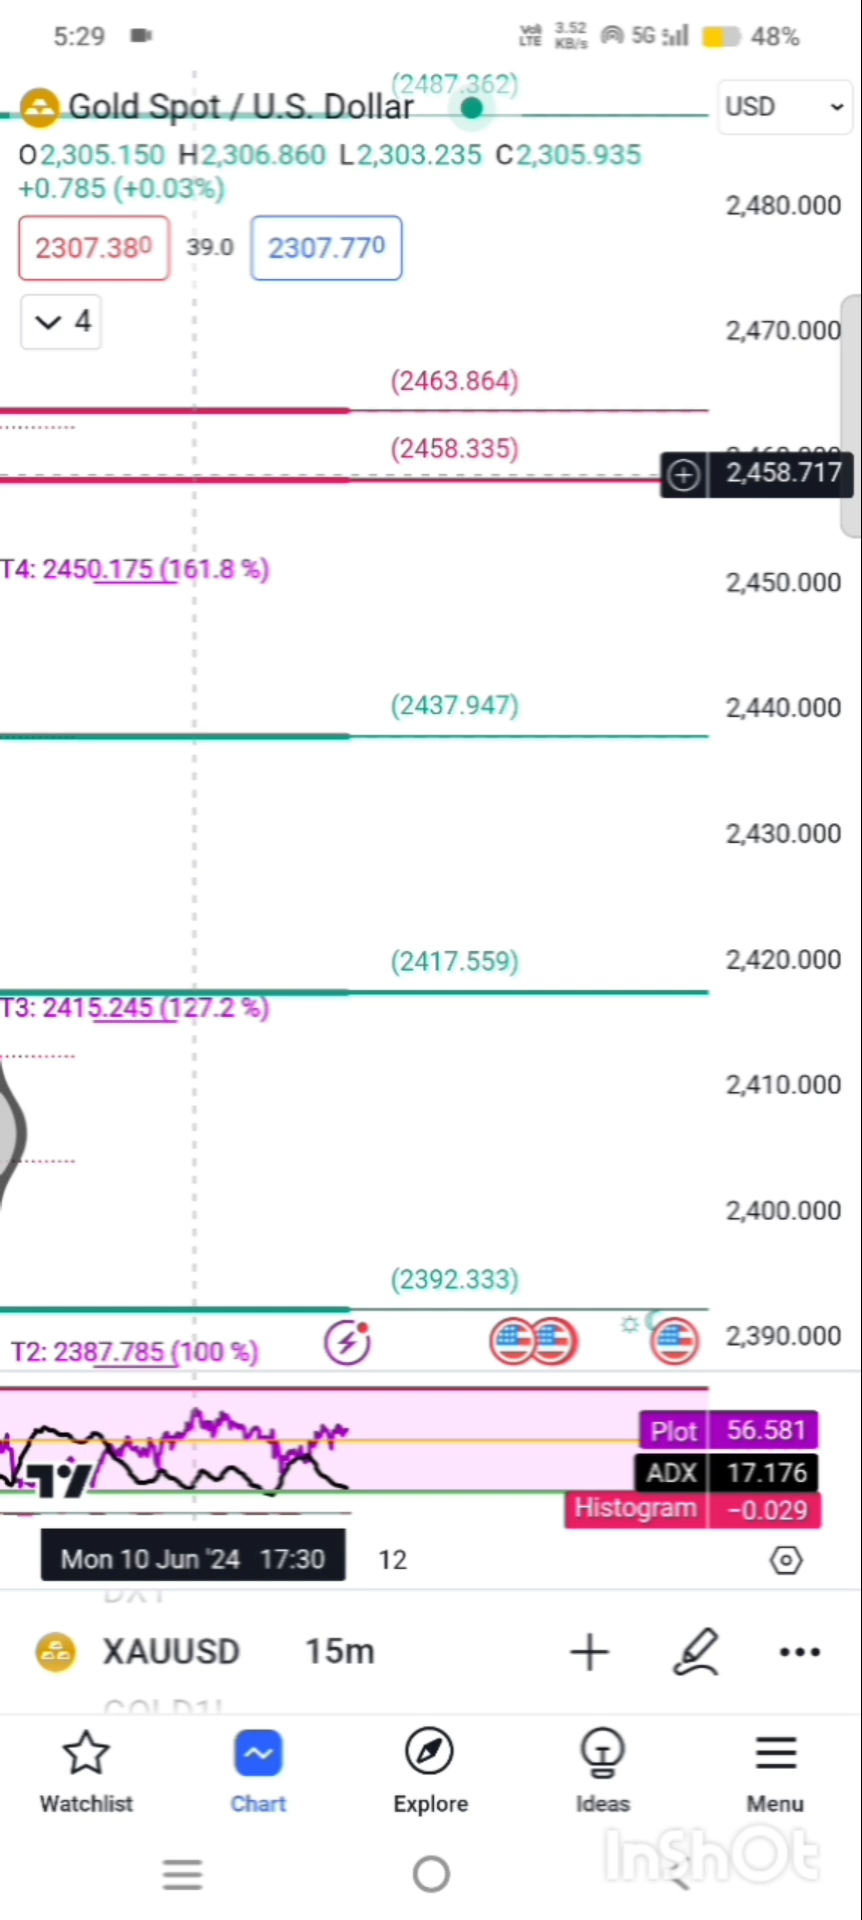 5:29 Vo LTE 3.52 KB/s 5G 48%
(2487.362)
Gold Spot / U.S. Dollar USD
O2,305.150 H2,306.860 L2,303.235 C2,305.935
+0.785 (+0.03%)
2,480.000
2307.380 39.0 2307.770
4
2,470.000
(2463.864)
(2458.335)
2,458.717
T4: 2450.175 (161.8 %)
2,450.000
(2437.947)
2,440.000
2,430.000
(2417.559)
2,420.000
T3: 2415.245 (127.2 %)
2,410.000
2,400.000
(2392.333)
2,390.000
T2: 2387.785 (100 %)
Plot 56.581
ADX 17.176
Histogram −0.029
Mon 10 Jun '24 17:30 12
XAUUSD 15m
Watchlist Chart Explore Ideas Menu
InShOt